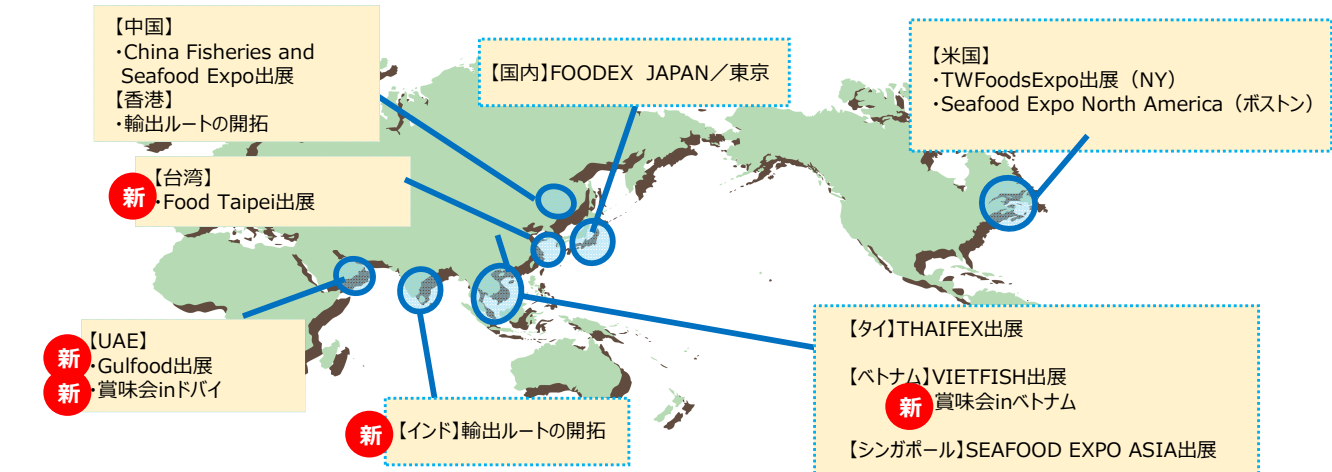 【中国】
・China Fisheries and
Seafood Expo出展
【香港】
・輸出ルートの開拓
【国内】FOODEX JAPAN／東京
【米国】
・TWFoodsExpo出展（NY）
・Seafood Expo North America（ボストン）
【台湾】
新 ・Food Taipei出展
【UAE】
新 ・Gulfood出展
新 ・賞味会inドバイ
新 【インド】輸出ルートの開拓
【タイ】THAIFEX出展
【ベトナム】VIETFISH出展
新 賞味会inベトナム
【シンガポール】SEAFOOD EXPO ASIA出展